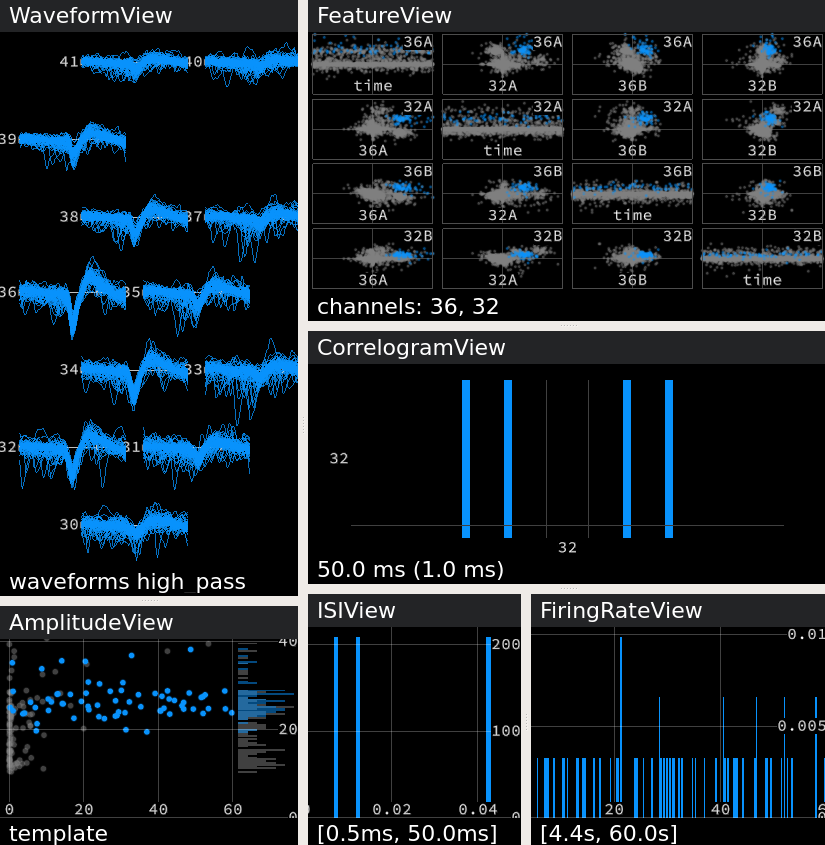 WaveformView
41
40
39
38
37
36
35
34
33
32
31
30
waveforms high_pass
FeatureView
36A 36A 36A 36A
time 32A 36B 32B
32A 32A 32A 32A
36A time 36B 32B
36B 36B 36B 36B
36A 32A time 32B
32B 32B 32B 32B
36A 32A 36B time
channels: 36, 32
CorrelogramView
32
32
50.0 ms (1.0 ms)
AmplitudeView
40
20
0 20 40 60 0
template
ISIView
200
100
0.02 0.04 0
[0.5ms, 50.0ms]
FiringRateView
0.01
0.005
20 40 6
[4.4s, 60.0s]